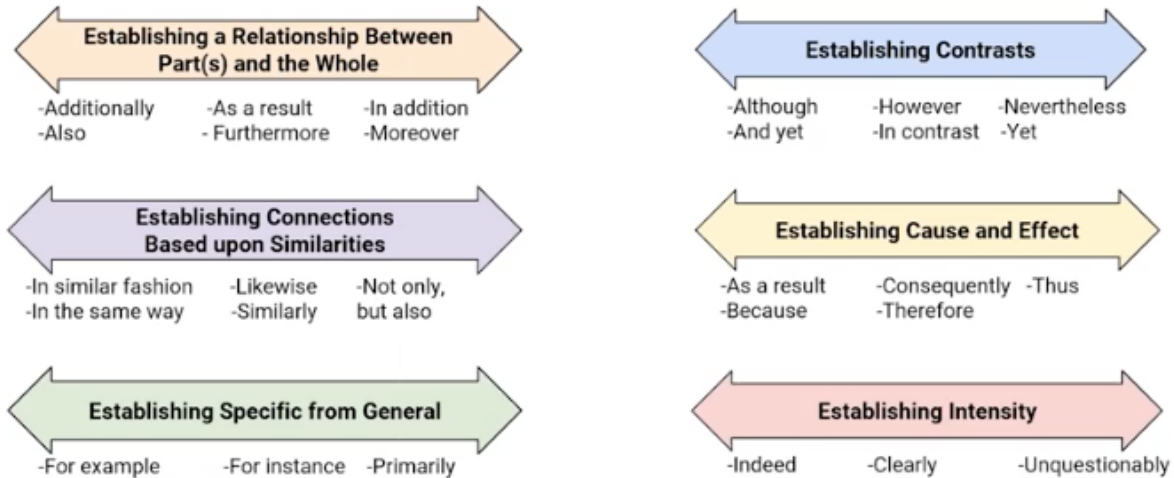 Establishing a Relationship Between
Part(s) and the Whole
-Additionally -As a result -In addition
-Also - Furthermore -Moreover
Establishing Contrasts
-Although -However -Nevertheless
-And yet -In contrast -Yet
Establishing Connections
Based upon Similarities
-In similar fashion -Likewise -Not only,
-In the same way -Similarly but also
Establishing Cause and Effect
-As a result -Consequently -Thus
-Because -Therefore
Establishing Specific from General
-For example -For instance -Primarily
Establishing Intensity
-Indeed -Clearly -Unquestionably